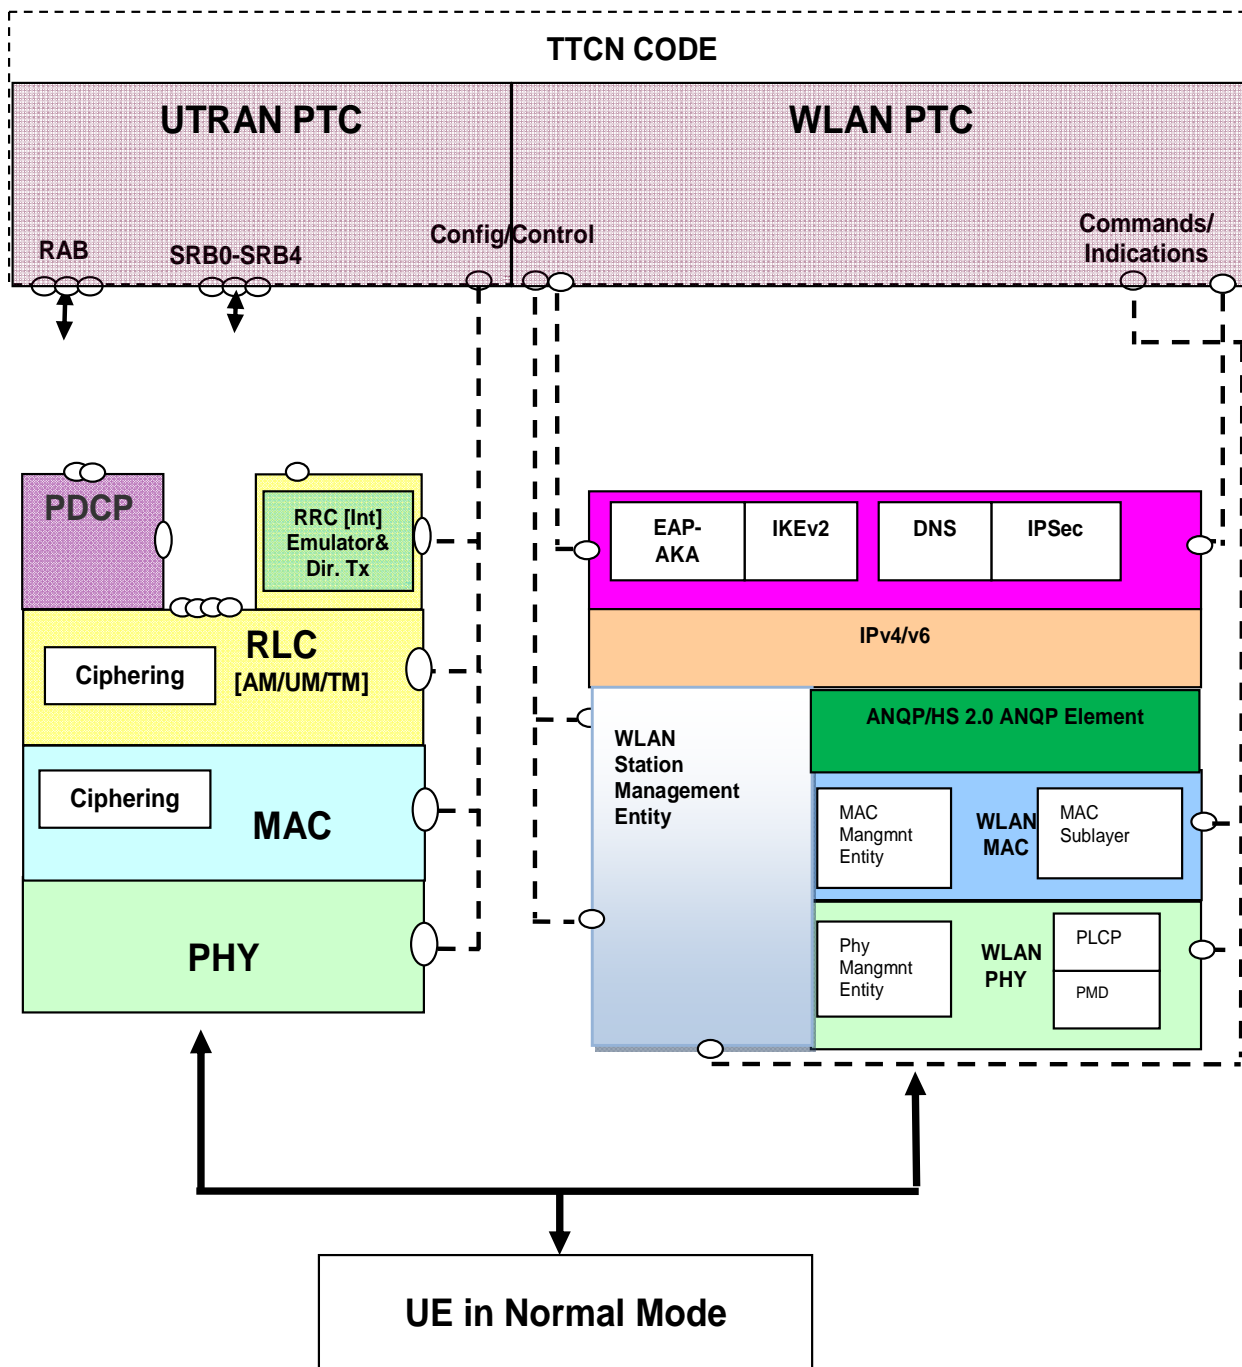 TTCN CODE
UTRAN PTC
WLAN PTC
RAB
SRB0-SRB4
Config/Control
Commands/
Indications
PDCP
RRC [Int]
Emulator&
Dir. Tx
RLC
[AM/UM/TM]
Ciphering
Ciphering
MAC
PHY
EAP-
AKA
IKEv2
DNS
IPSec
IPv4/v6
WLAN
Station
Management
Entity
ANQP/HS 2.0 ANQP Element
MAC
Mangmnt
Entity
WLAN
MAC
MAC
Sublayer
Phy
Mangmnt
Entity
WLAN
PHY
PLCP
PMD
UE in Normal Mode